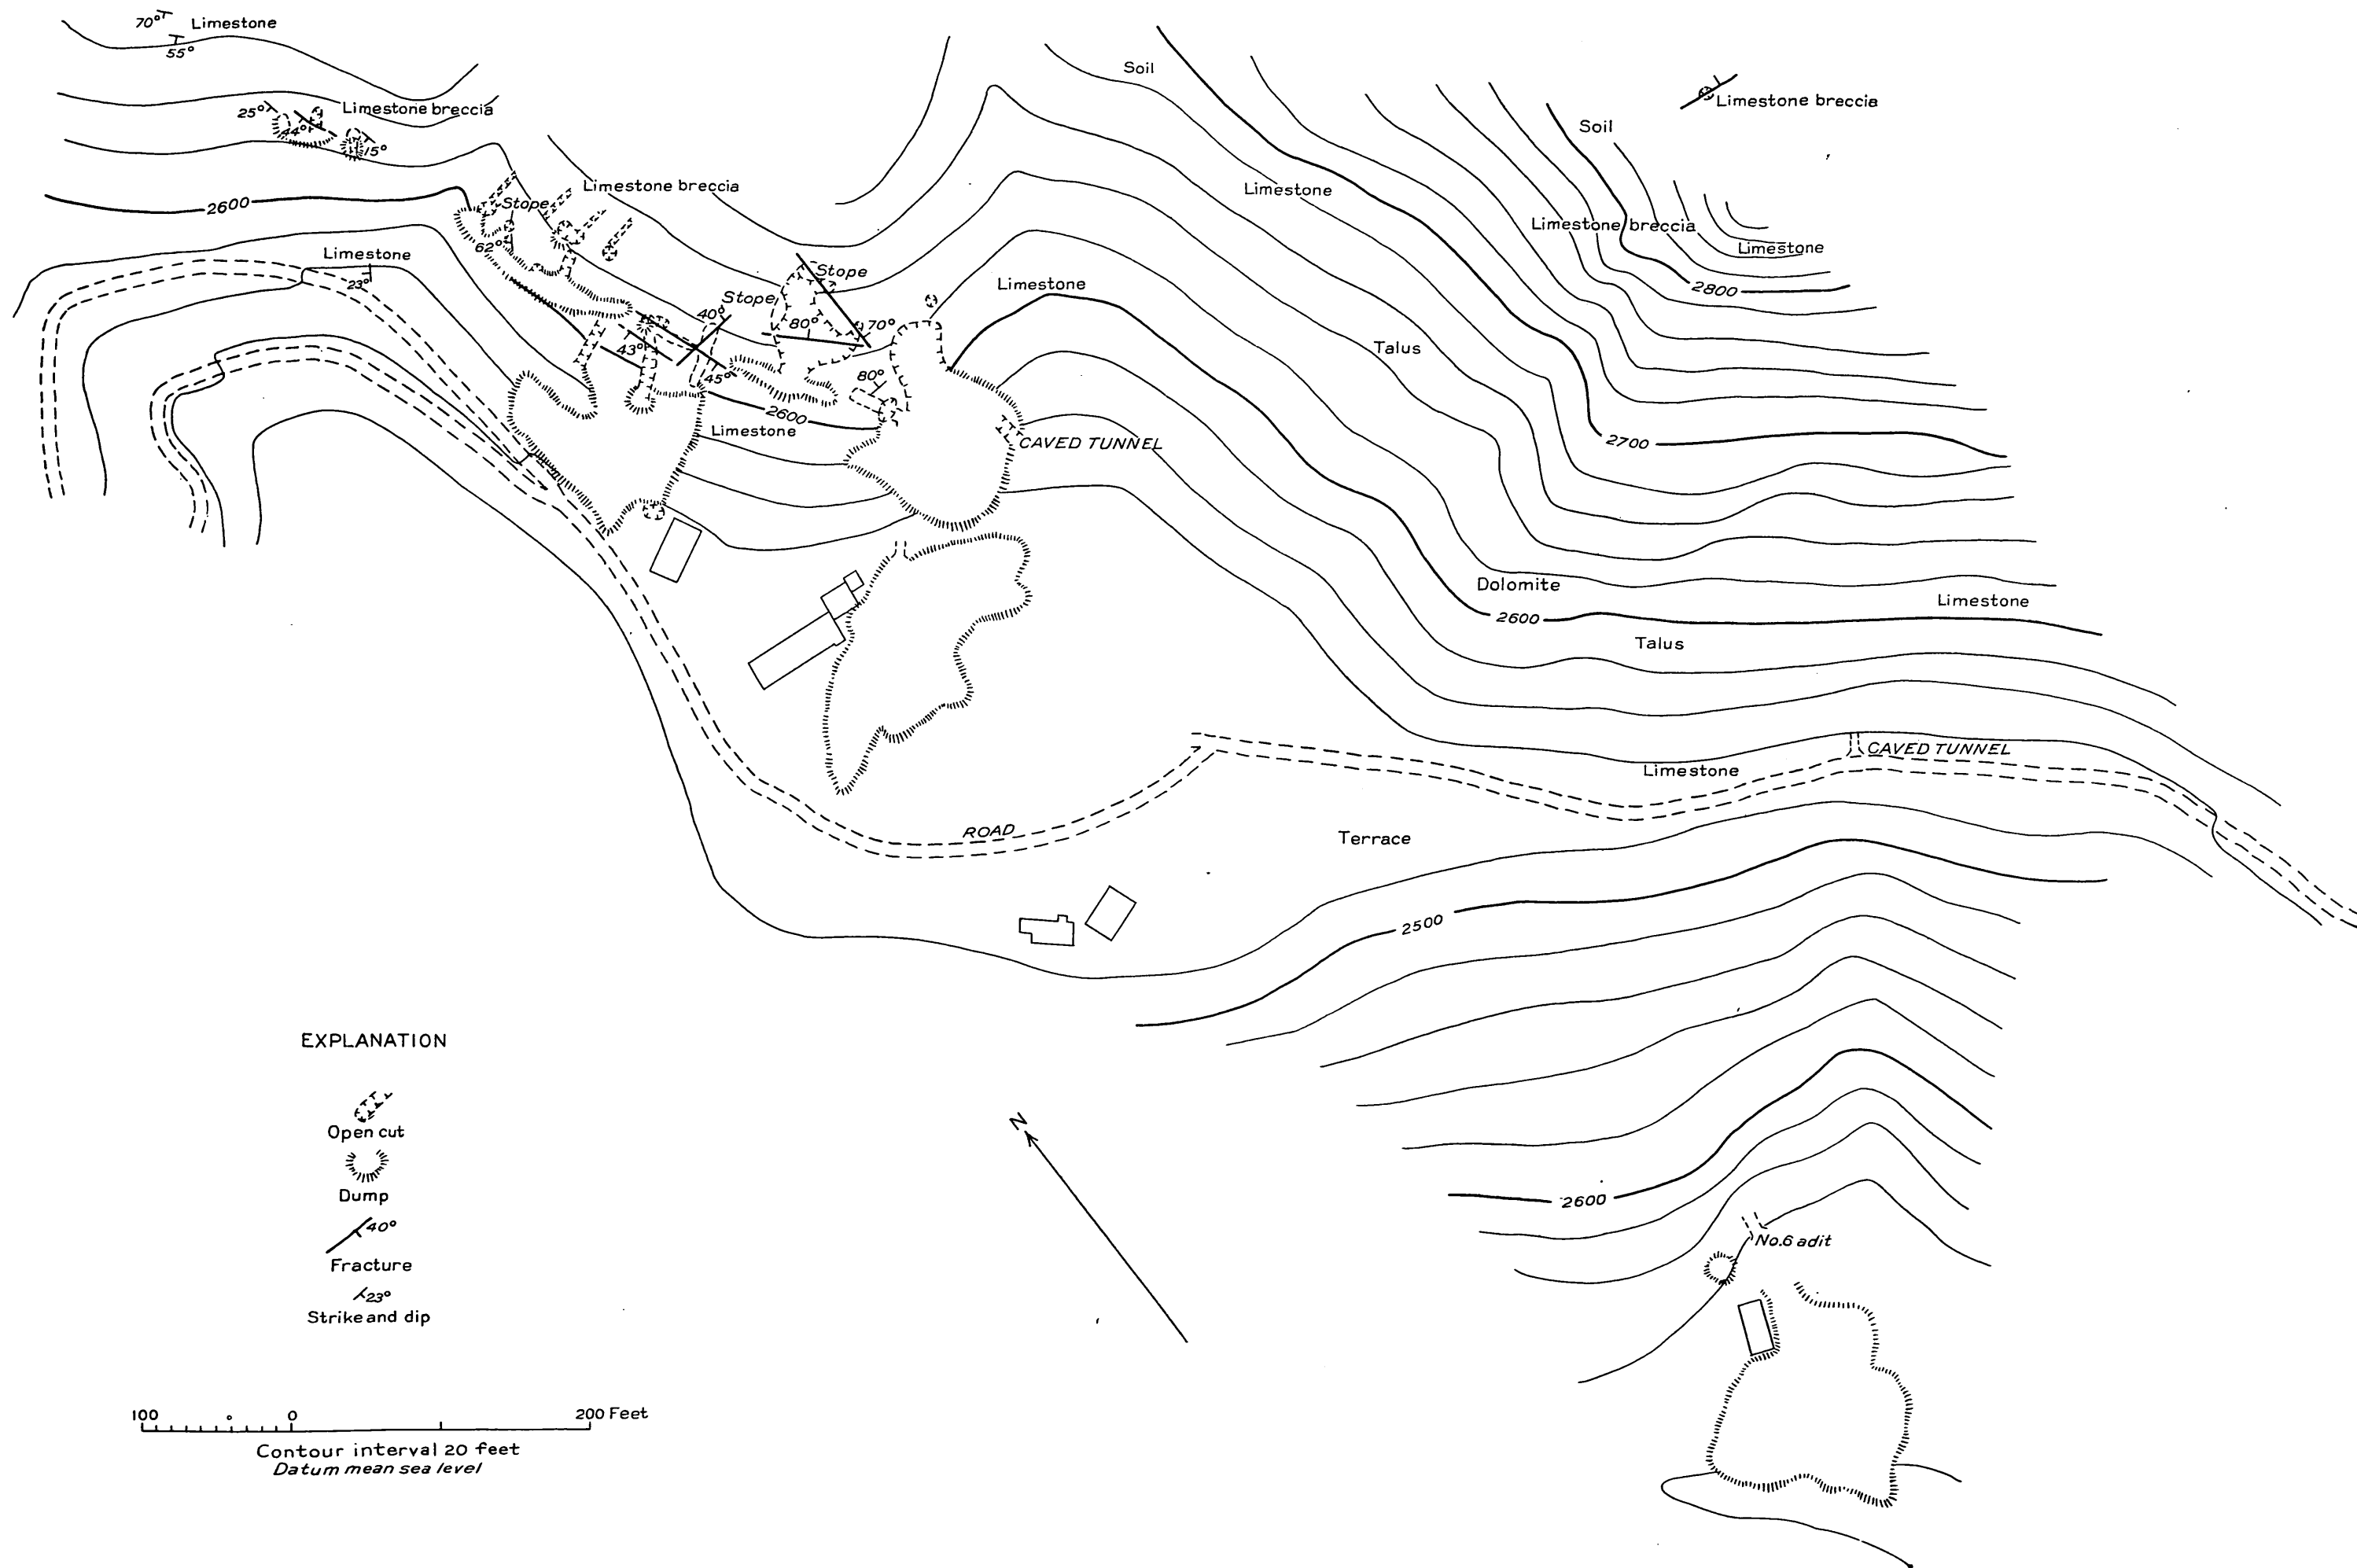 70°
Limestone
55°
Soil
Limestone breccia
25°
Limestone breccia
44°
15°
Soil
Limestone breccia
Limestone
2600
Stope
62°
Limestone breccia
Limestone
Limestone
23°
Stope
Stope
Limestone
2800
40°
80°
70°
43°
45°
80°
Talus
2600
Limestone
CAVED TUNNEL
2700
Dolomite
Limestone
2600
Talus
CAVED TUNNEL
Limestone
ROAD
Terrace
2500
EXPLANATION
Open cut
Dump
40°
Fracture
23°
Strike and dip
N
2600
No. 6 adit
100 0 200 Feet
Contour interval 20 feet
Datum mean sea level